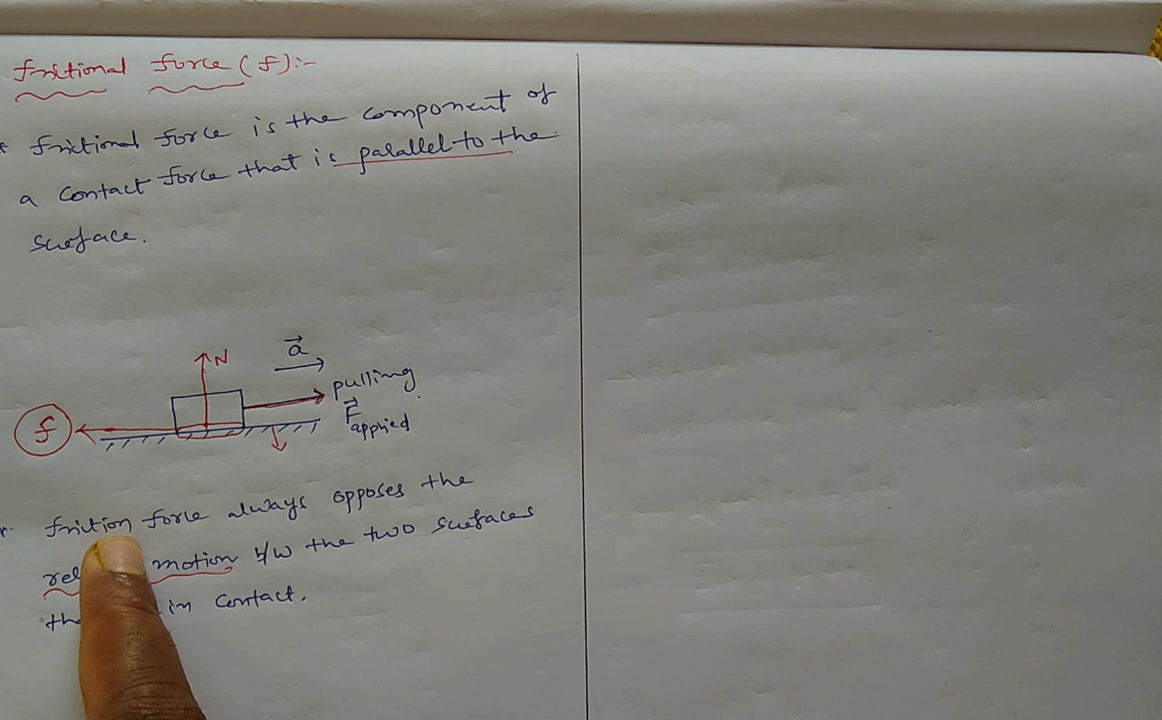 frictional force (f):-
* frictional force is the component of
a contact force that is parallel to the
surface.
N
a
pulling
F applied
f
friction force always opposes the
motion b/w the two surfaces
in contact.